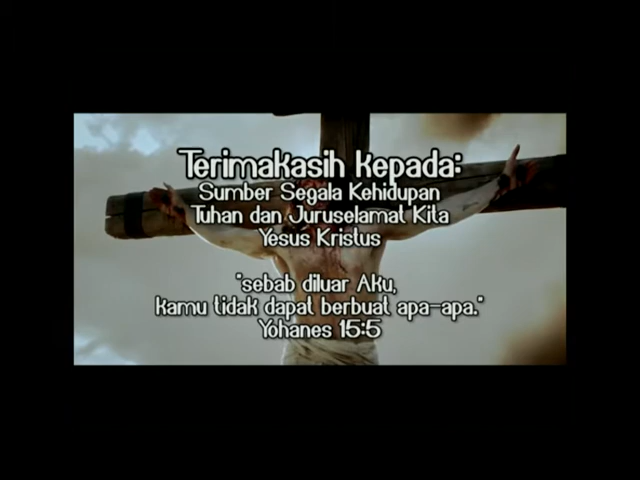 Terimakasih kepada:
Sumber Segala Kehidupan
Tuhan dan Juruselamat Kita
Yesus Kristus
"sebab diluar Aku,
kamu tidak dapat berbuat apa-apa."
Yohanes 15:5